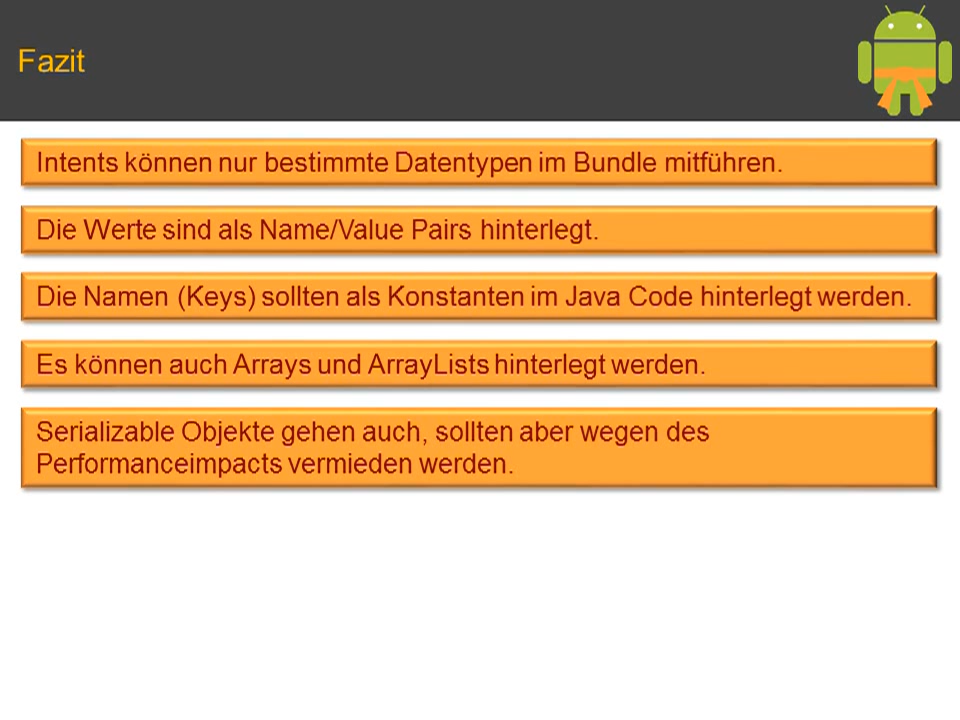 Fazit
Intents können nur bestimmte Datentypen im Bundle mitführen.
Die Werte sind als Name/Value Pairs hinterlegt.
Die Namen (Keys) sollten als Konstanten im Java Code hinterlegt werden.
Es können auch Arrays und ArrayLists hinterlegt werden.
Serializable Objekte gehen auch, sollten aber wegen des
Performanceimpacts vermieden werden.